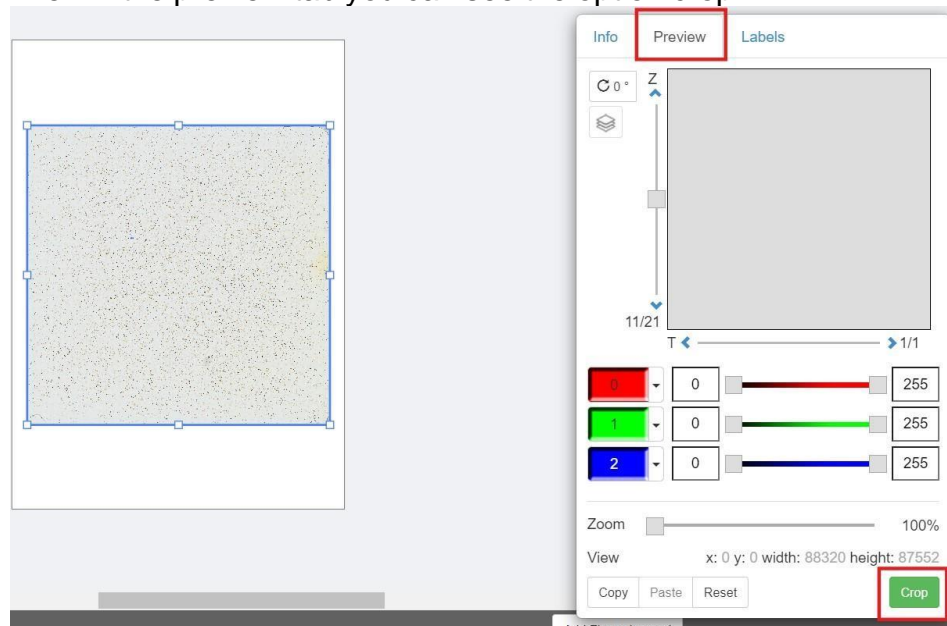 Info Preview Labels
0 °
Z
11/21
T 1/1
0 0 255
1 0 255
2 0 255
Zoom 100%
View x: 0 y: 0 width: 88320 height: 87552
Copy Paste Reset Crop